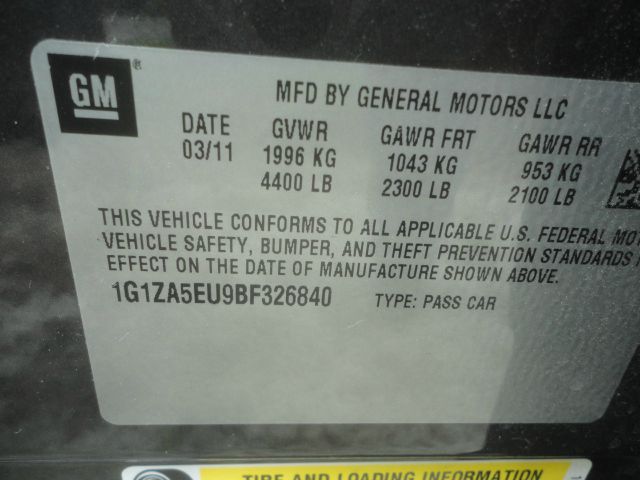 GM®
MFD BY GENERAL MOTORS LLC
DATE GVWR GAWR FRT GAWR RR
03/11 1996 KG 1043 KG 953 KG
4400 LB 2300 LB 2100 LB
THIS VEHICLE CONFORMS TO ALL APPLICABLE U.S. FEDERAL MOT
VEHICLE SAFETY, BUMPER, AND THEFT PREVENTION STANDARDS
EFFECT ON THE DATE OF MANUFACTURE SHOWN ABOVE.
1G1ZA5EU9BF326840 TYPE: PASS CAR
TIRE AND LOADING INFORMATION